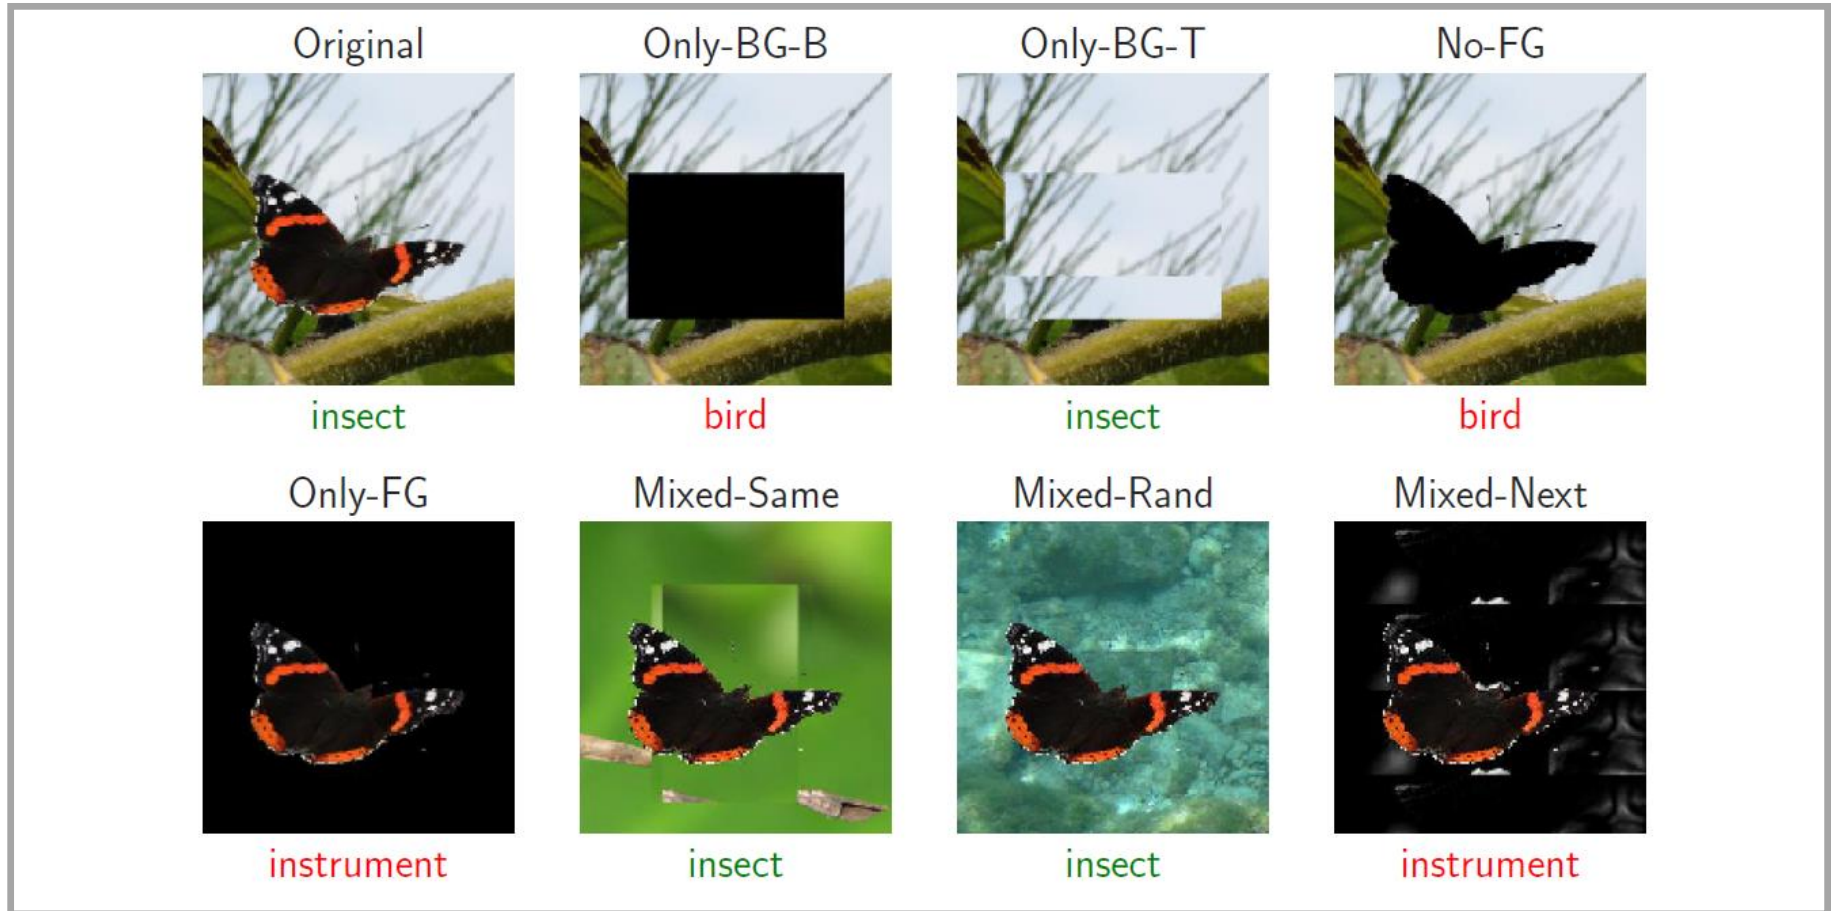 Original Only-BG-B Only-BG-T No-FG
insect bird insect bird
Only-FG Mixed-Same Mixed-Rand Mixed-Next
instrument insect insect instrument